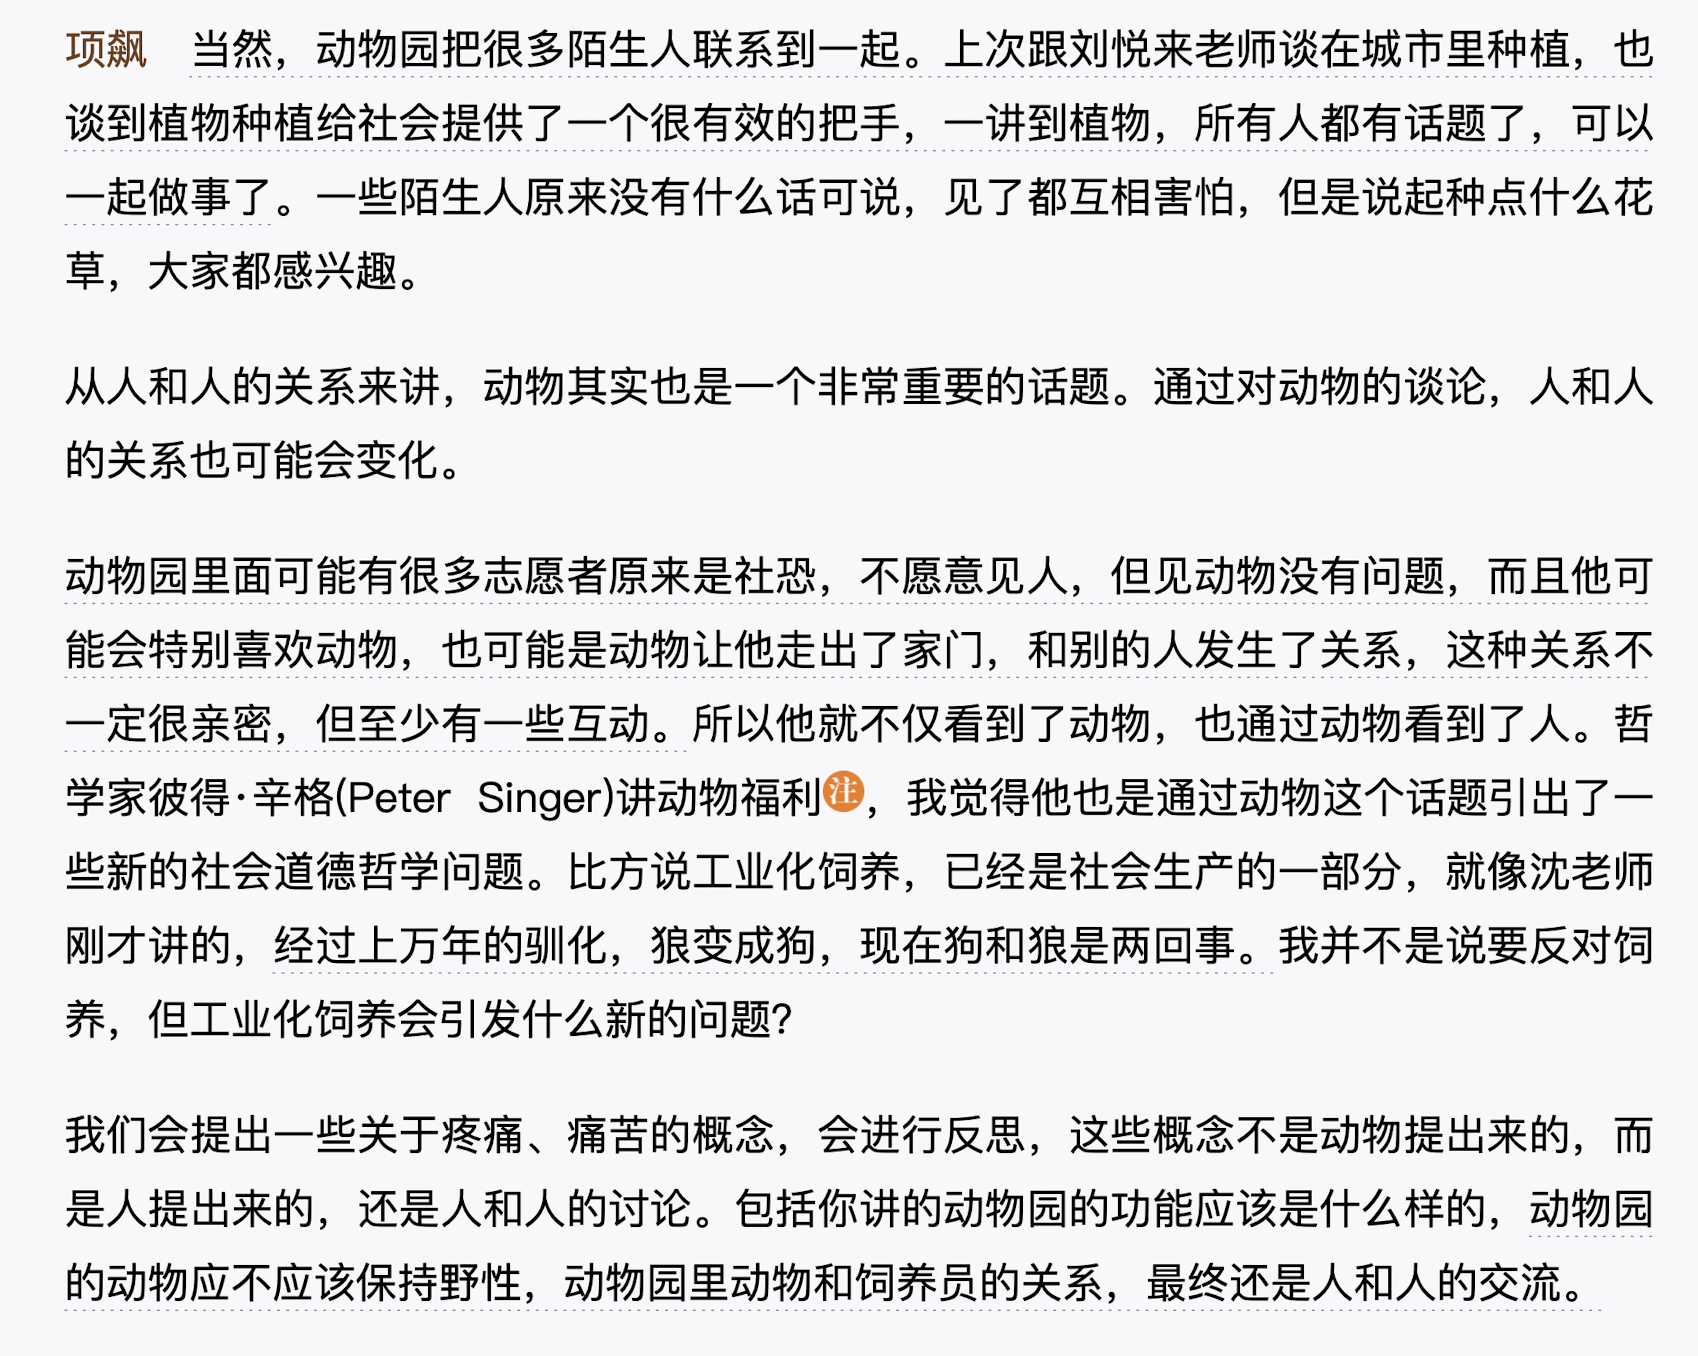 项飙 当然，动物园把很多陌生人联系到一起。上次跟刘悦来老师谈在城市里种植，也
谈到植物种植给社会提供了一个很有效的把手，一讲到植物，所有人都有话题了，可以
一起做事了。一些陌生人原来没有什么话可说，见了都互相害怕，但是说起种点什么花
草，大家都感兴趣。
从人和人的关系来讲，动物其实也是一个非常重要的话题。通过对动物的谈论，人和人
的关系也可能会变化。
动物园里面可能有很多志愿者原来是社恐，不愿意见人，但见动物没有问题，而且他可
能会特别喜欢动物，也可能是动物让他走出了家门，和别的人发生了关系，这种关系不
一定很亲密，但至少有一些互动。所以他就不仅看到了动物，也通过动物看到了人。哲
学家彼得·辛格(Peter Singer)讲动物福利注，我觉得他也是通过动物这个话题引出了一
些新的社会道德哲学问题。比方说工业化饲养，已经是社会生产的一部分，就像沈老师
刚才讲的，经过上万年的驯化，狼变成狗，现在狗和狼是两回事。我并不是说要反对饲
养，但工业化饲养会引发什么新的问题?
我们会提出一些关于疼痛、痛苦的概念，会进行反思，这些概念不是动物提出来的，而
是人提出来的，还是人和人的讨论。包括你讲的动物园的功能应该是什么样的，动物园
的动物应不应该保持野性，动物园里动物和饲养员的关系，最终还是人和人的交流。